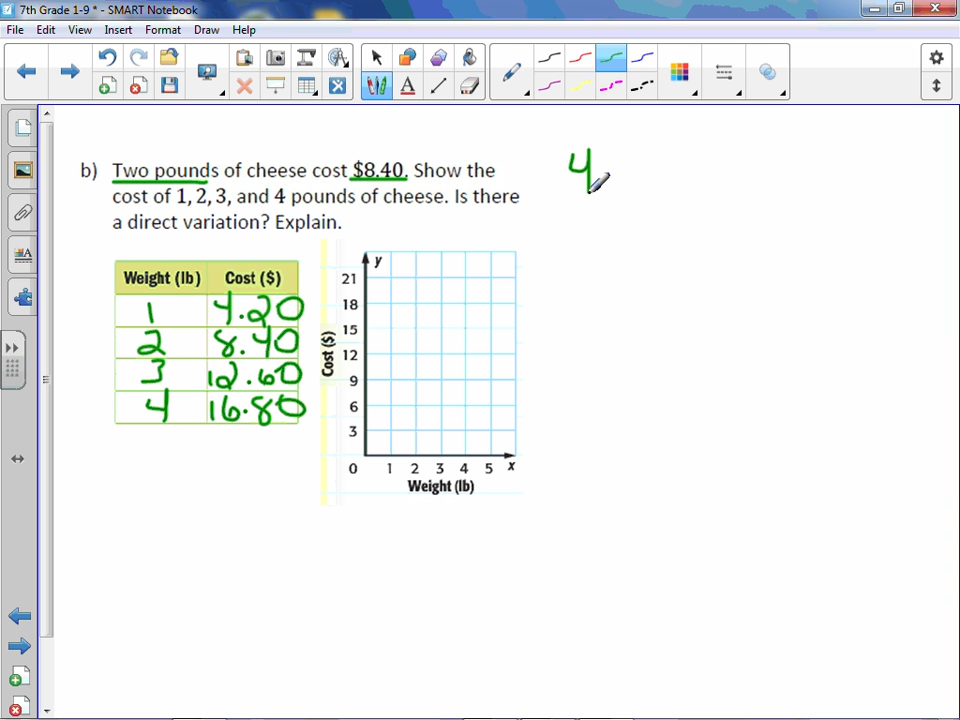 7th Grade 1-9 * - SMART Notebook
File Edit View Insert Format Draw Help
b) Two pounds of cheese cost $8.40. Show the
cost of 1, 2, 3, and 4 pounds of cheese. Is there
a direct variation? Explain.
4
Weight (lb) Cost ($)
1 4.20
2 8.40
3 12.60
4 16.80
y
21
18
15
12
9
6
3
Cost ($)
0 1 2 3 4 5 x
Weight (lb)